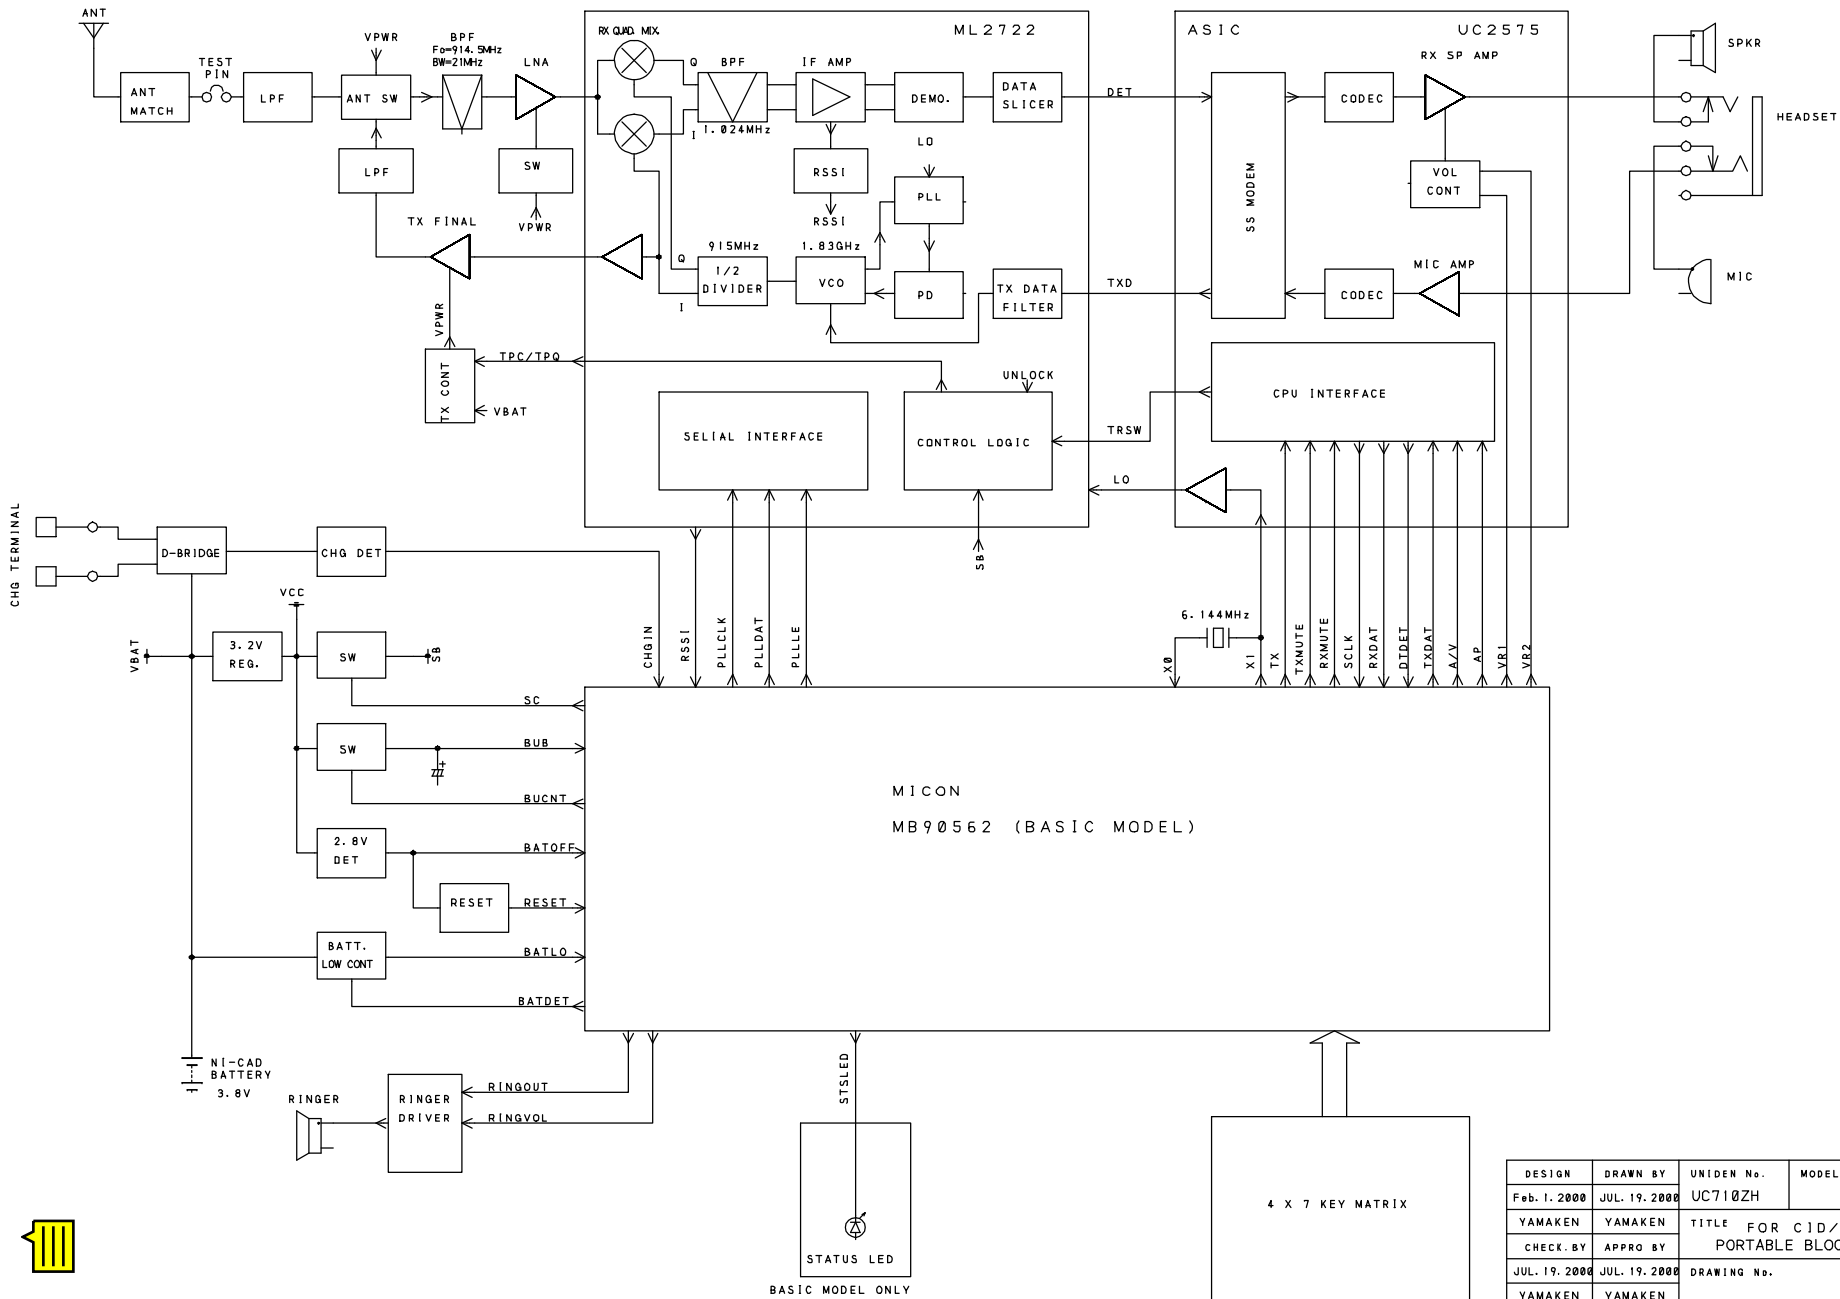 ANT
ANT
MATCH
TEST
PIN
LPF
VPWR
ANT SW
BPF
Fo=914.5MHz
BW=21MHz
LNA
LPF
SW
VPWR
TX FINAL
VPWR
TX CONT
VBAT
TPC/TPQ
ML2722
RX QUAD. MIX.
Q
I
BPF
1.024MHz
IF AMP
RSSI
RSSI
DEMO.
DATA
SLICER
LO
PLL
PD
915MHz
1/2
DIVIDER
Q
I
1.83GHz
VCO
TX DATA
FILTER
SELIAL INTERFACE
UNLOCK
CONTROL LOGIC
SB
DET
TXD
TRSW
LO
ASIC
UC2575
SS MODEM
CODEC
RX SP AMP
VOL
CONT
CODEC
MIC AMP
CPU INTERFACE
SPKR
HEADSET
MIC
CHG TERMINAL
D-BRIDGE
CHG DET
VCC
VBAT
3.2V
REG.
SW
SB
SW
2.8V
DET
RESET
BATT.
LOW CONT
SC
BUB
BUCNT
BATOFF
RESET
BATLO
BATDET
CHGIN
RSSI
PLLCLK
PLLDAT
PLLLE
6.144MHz
X0
X1
TX
TXMUTE
RXMUTE
SCLK
RXDAT
DTDET
TXDAT
A/V
AP
VR1
VR2
MICON
MB90562 (BASIC MODEL)
NI-CAD
BATTERY
3.8V
RINGER
RINGER
DRIVER
RINGOUT
RINGVOL
STSLED
STATUS LED
BASIC MODEL ONLY
4 X 7 KEY MATRIX
DESIGN DRAWN BY UNIDEN No. MODEL
Feb.1.2000 JUL.19.2000 UC710ZH
YAMAKEN YAMAKEN TITLE FOR CID/
CHECK.BY APPRO BY PORTABLE BLOC
JUL.19.2000 JUL.19.2000 DRAWING No.
YAMAKEN YAMAKEN